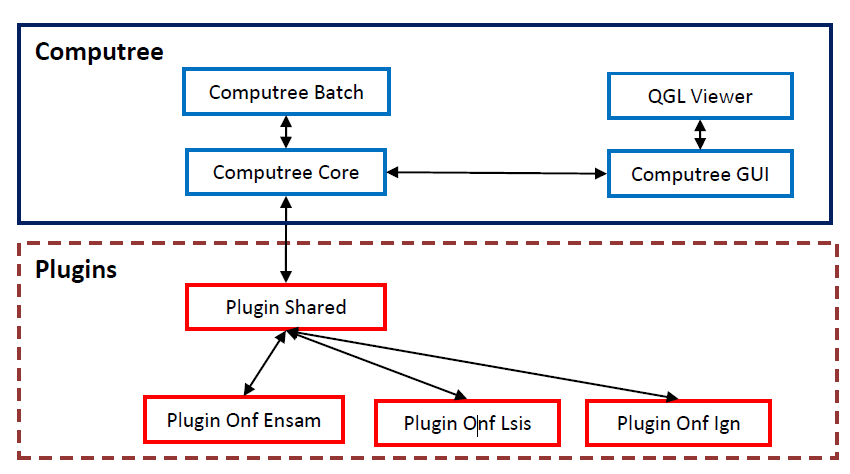 Computree
Computree Batch
QGL Viewer
Computree Core
Computree GUI
Plugins
Plugin Shared
Plugin Onf Ensam
Plugin Onf Lsis
Plugin Onf Ign